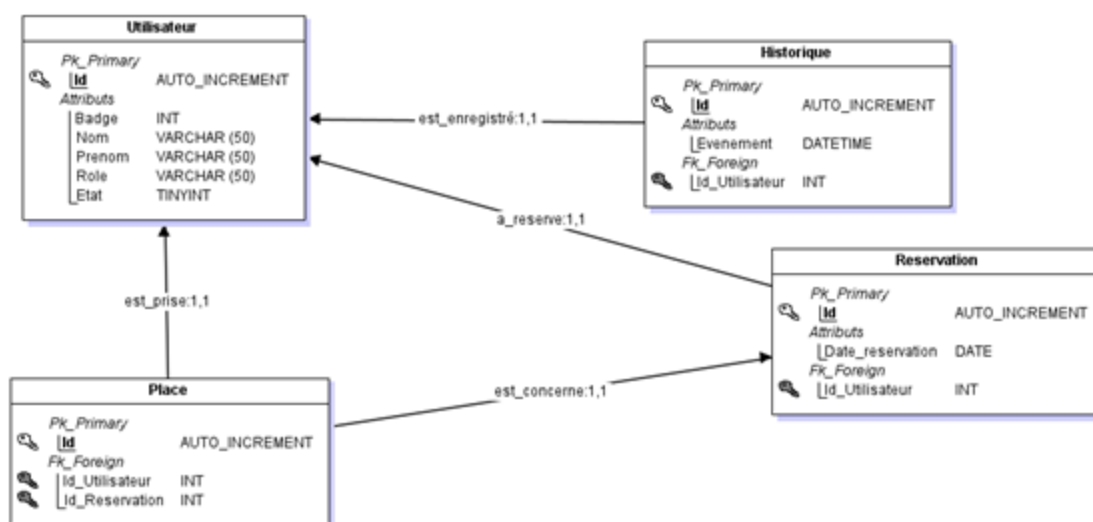 Utilisateur
Pk_Primary
Id AUTO_INCREMENT
Attributs
Badge INT
Nom VARCHAR (50)
Prenom VARCHAR (50)
Role VARCHAR (50)
Etat TINYINT
Historique
Pk_Primary
Id AUTO_INCREMENT
Attributs
Evenement DATETIME
Fk_Foreign
Id_Utilisateur INT
est_enregistré:1,1
a_reserve:1,1
Reservation
Pk_Primary
Id AUTO_INCREMENT
Attributs
Date_reservation DATE
Fk_Foreign
Id_Utilisateur INT
est_prise:1,1
est_concerne:1,1
Place
Pk_Primary
Id AUTO_INCREMENT
Fk_Foreign
Id_Utilisateur INT
Id_Reservation INT